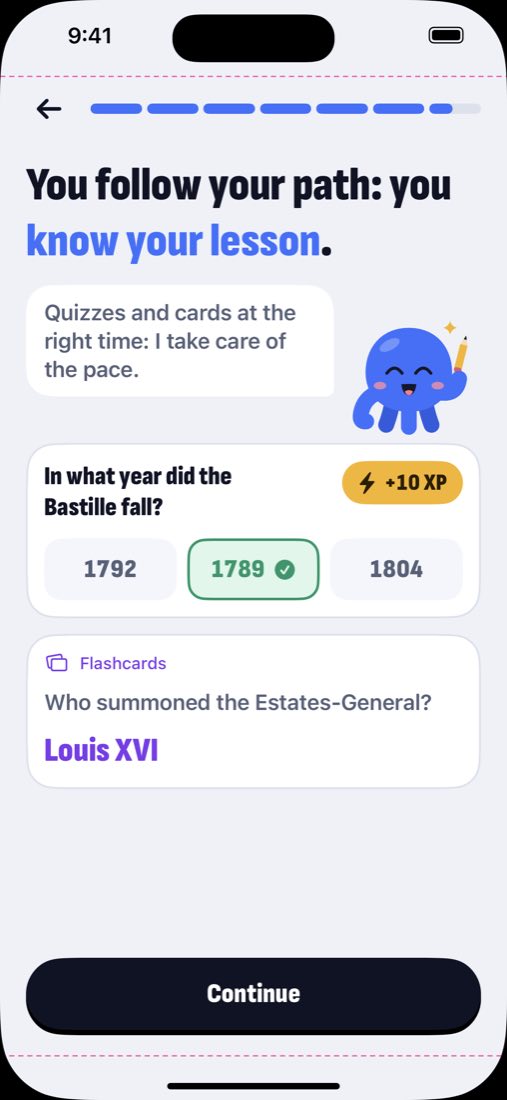 9:41
You follow your path: you
know your lesson.
Quizzes and cards at the
right time: I take care of
the pace.
In what year did the
Bastille fall?
+10 XP
1792
1789
1804
Flashcards
Who summoned the Estates-General?
Louis XVI
Continue